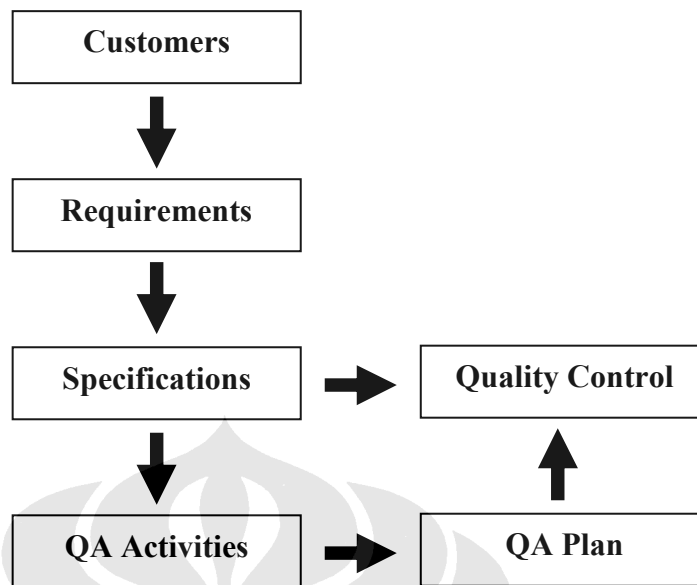 Customers
Requirements
Specifications
Quality Control
QA Activities
QA Plan